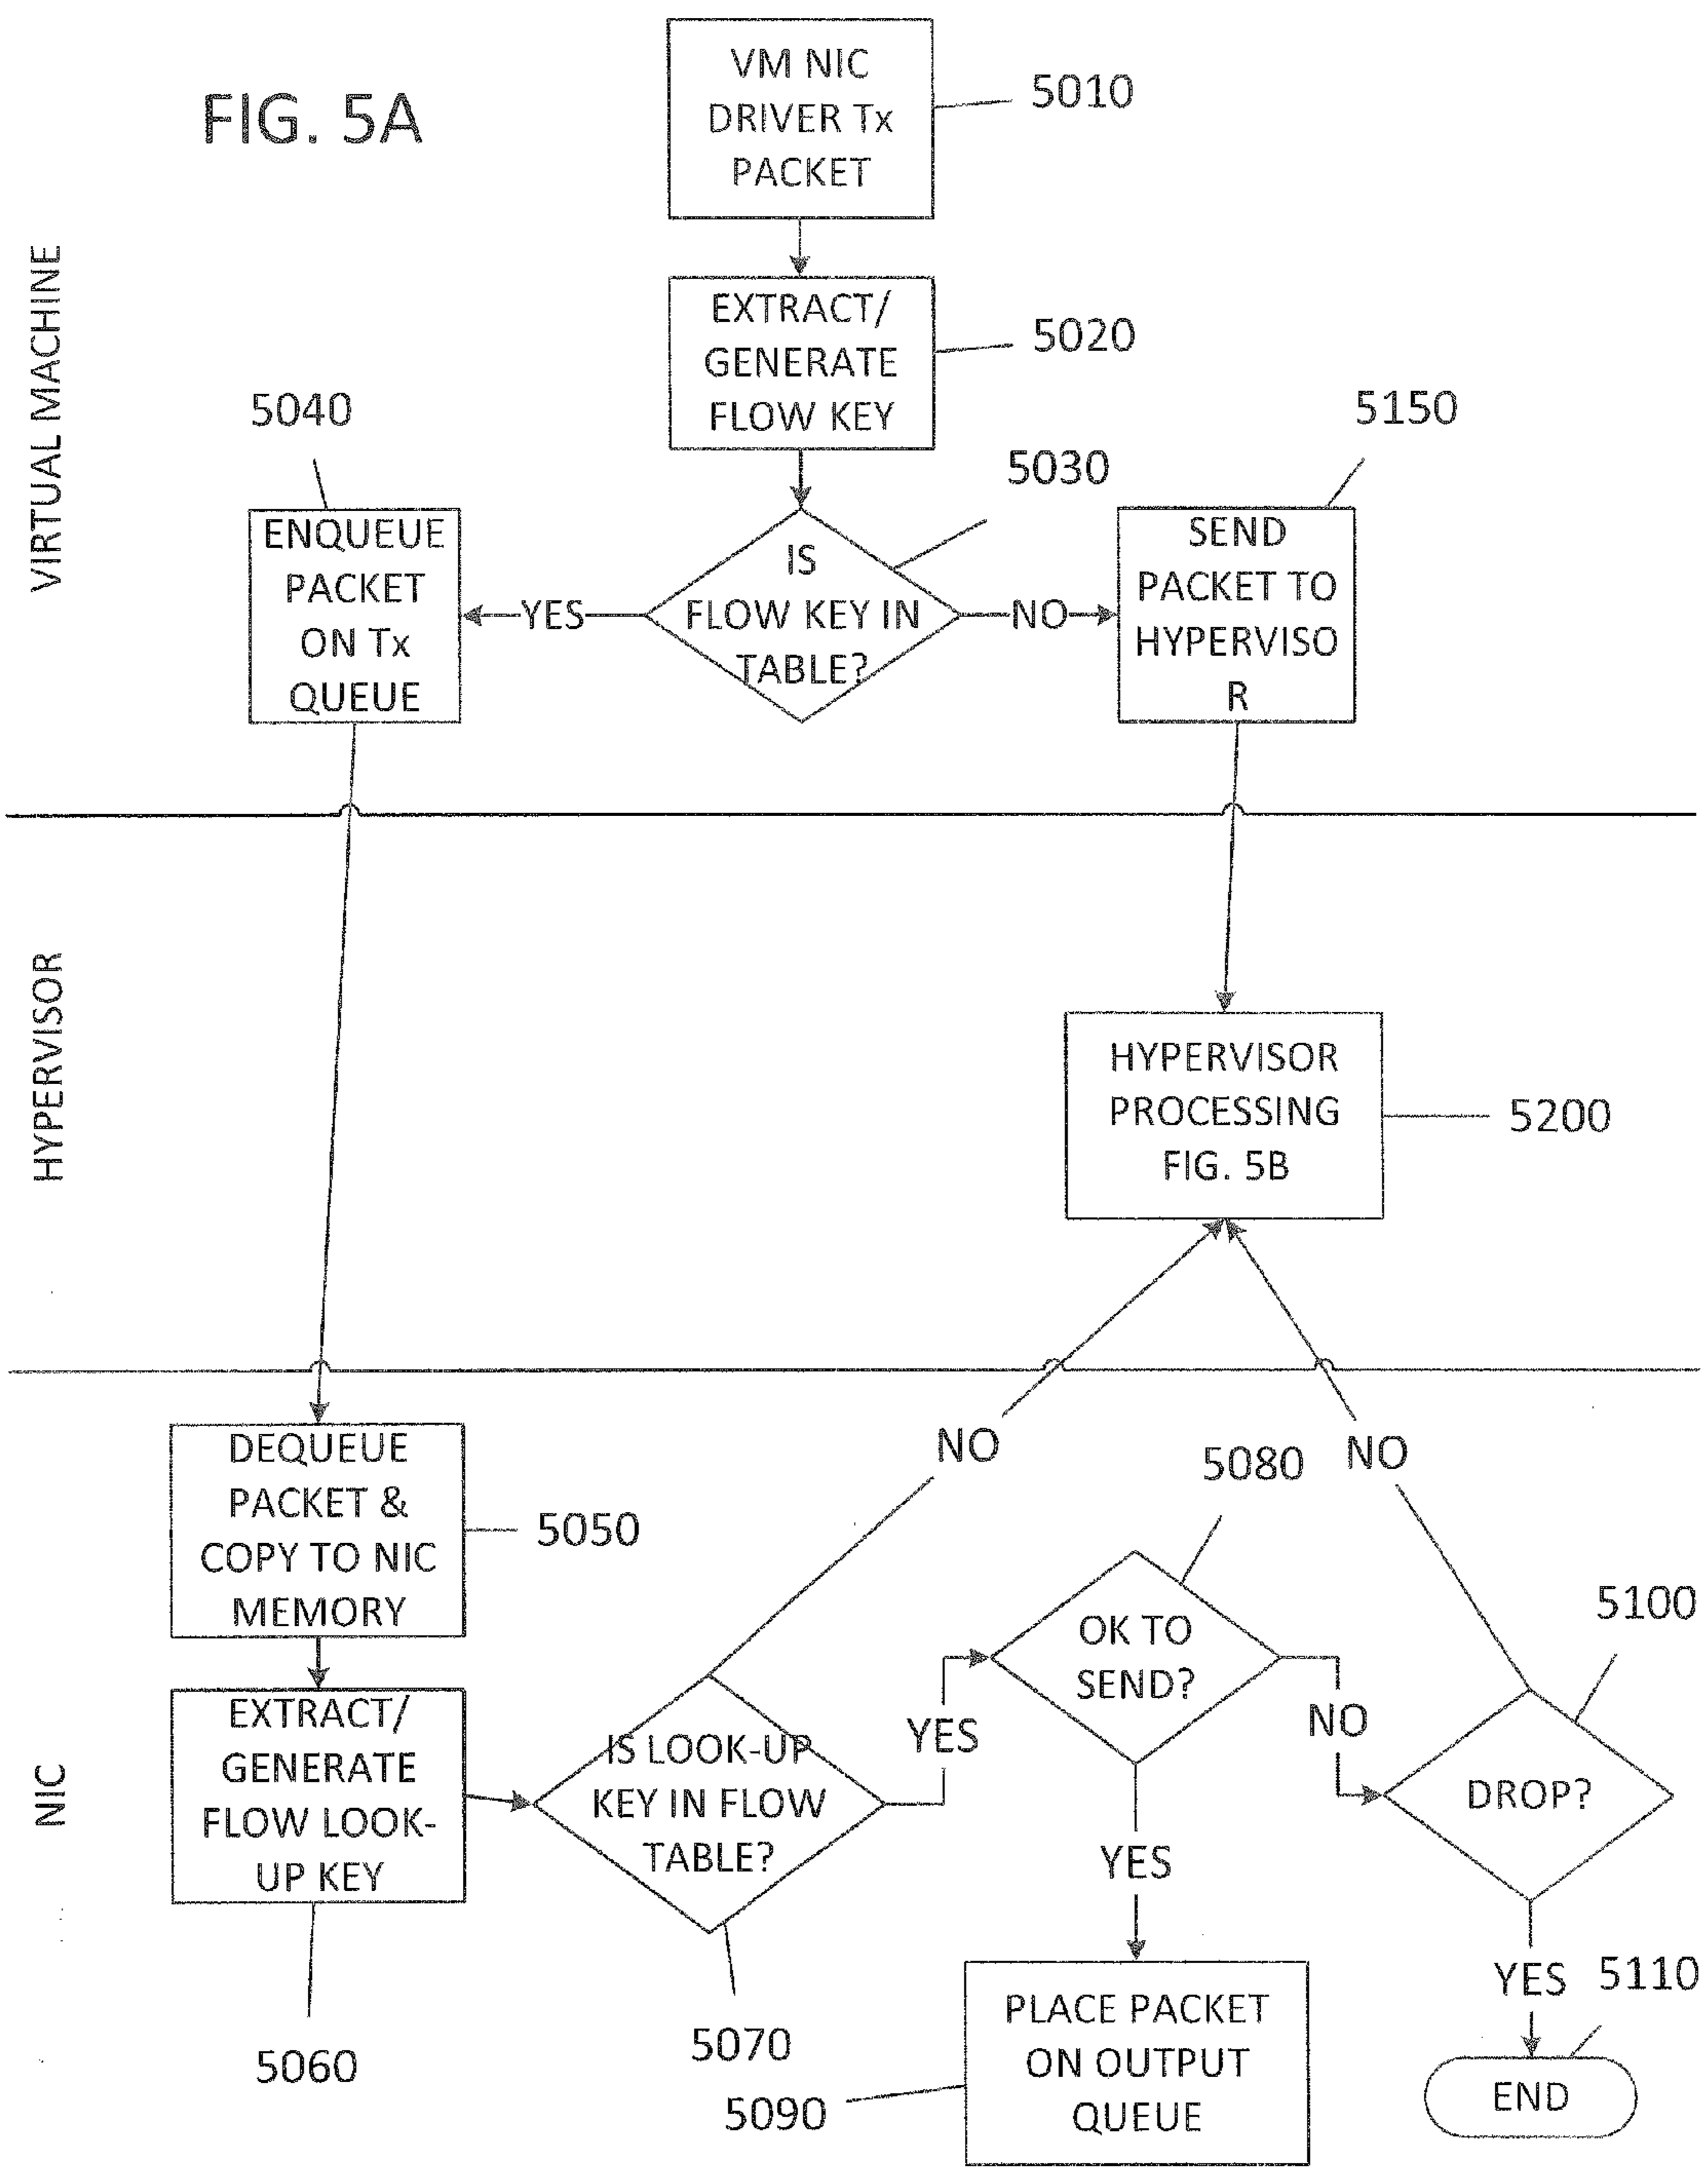 FIG. 5A
VM NIC
DRIVER Tx
PACKET
5010
EXTRACT/
GENERATE
FLOW KEY
5020
VIRTUAL MACHINE
5040
ENQUEUE
PACKET
ON Tx
QUEUE
YES
IS
FLOW KEY IN
TABLE?
5030
NO
5150
SEND
PACKET TO
HYPERVISO
R
HYPERVISOR
HYPERVISOR
PROCESSING
FIG. 5B
5200
NIC
DEQUEUE
PACKET &
COPY TO NIC
MEMORY
5050
EXTRACT/
GENERATE
FLOW LOOK-
UP KEY
5060
NO
IS LOOK-UP
KEY IN FLOW
TABLE?
5070
YES
5080
OK TO
SEND?
YES
NO
PLACE PACKET
ON OUTPUT
QUEUE
5090
NO
5100
DROP?
YES
5110
END